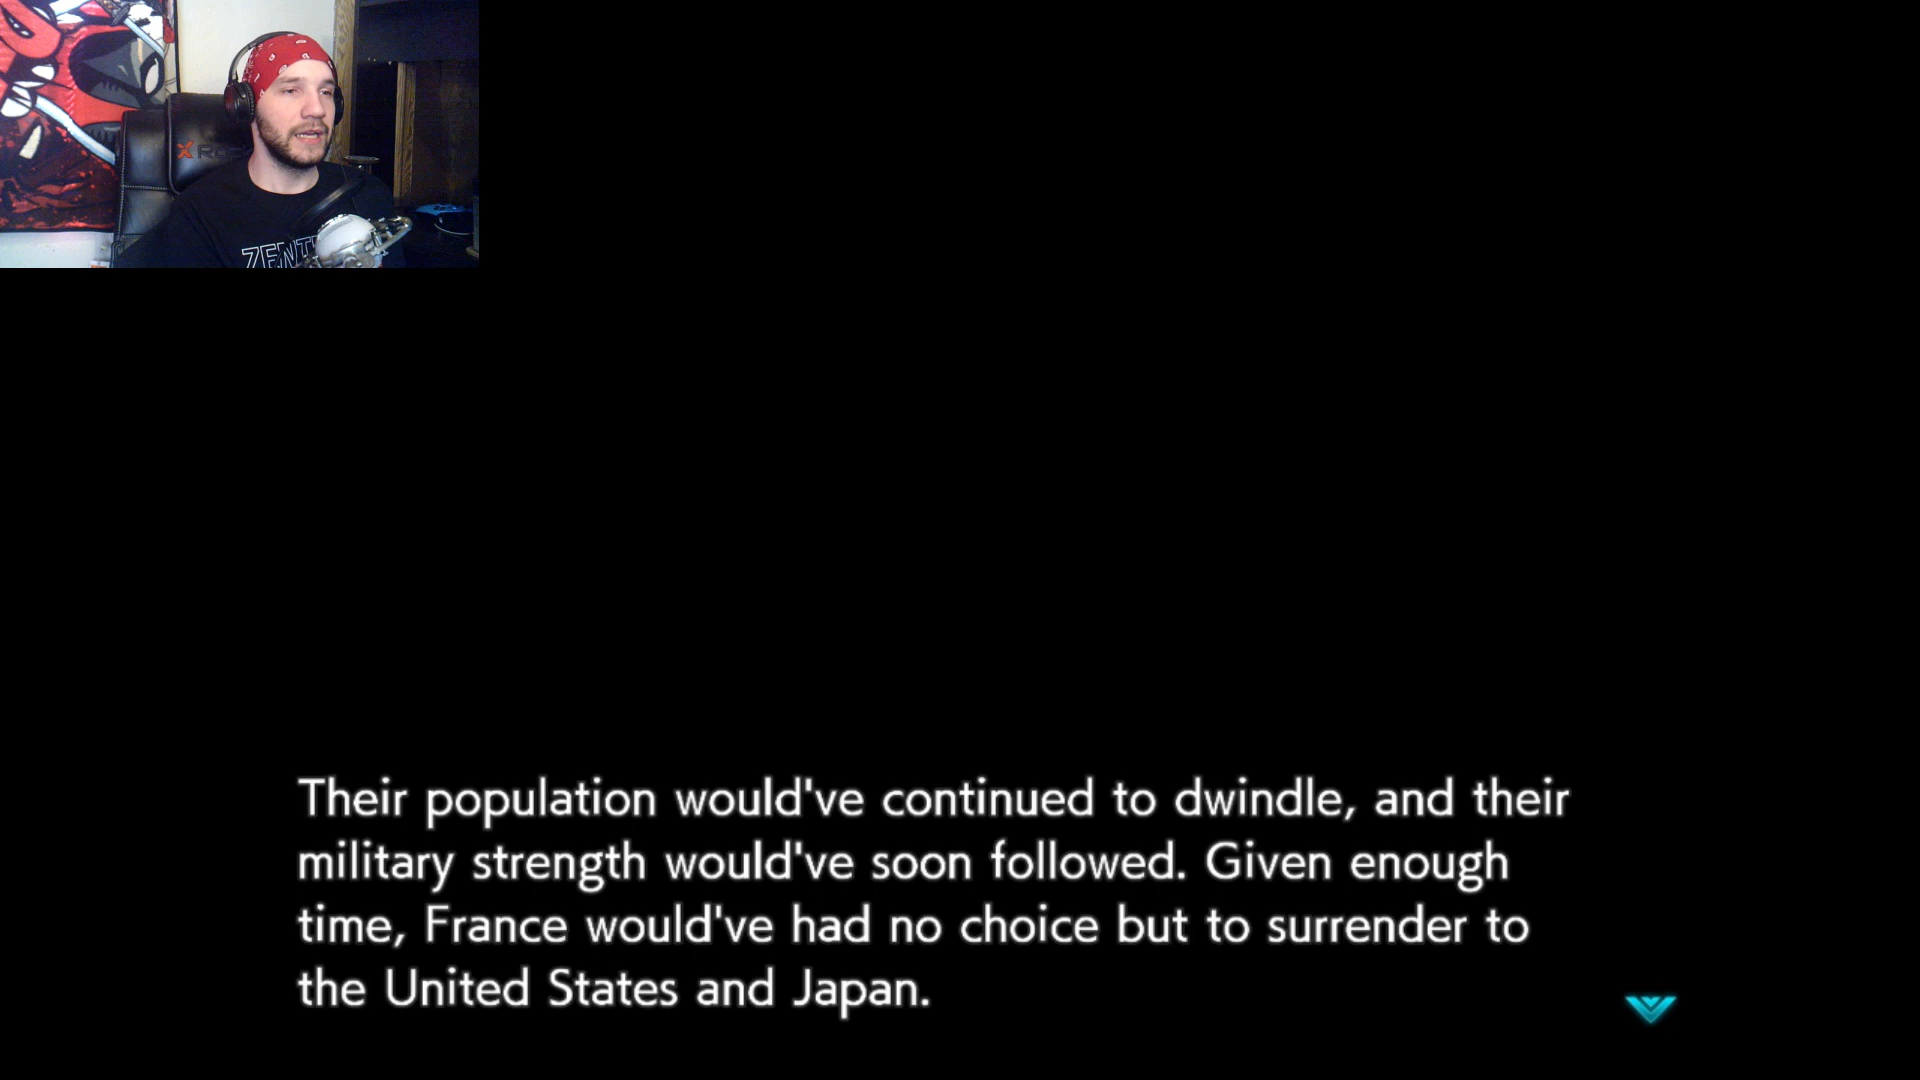 ZENT
Their population would've continued to dwindle, and their
military strength would've soon followed. Given enough
time, France would've had no choice but to surrender to
the United States and Japan.